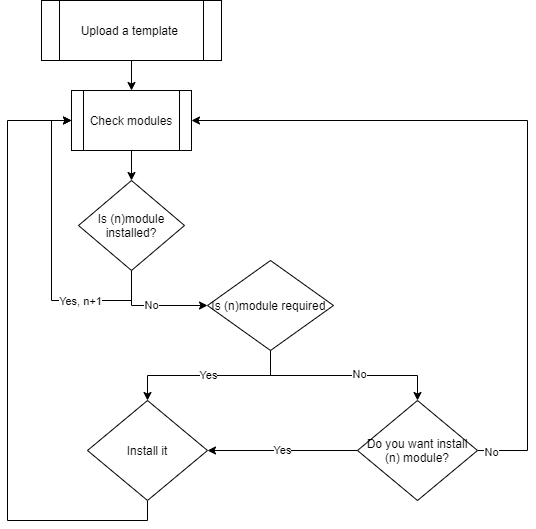 Upload a template
Check modules
Is (n)module
installed?
Yes, n+1
No
Is (n)module required
Yes
No
Install it
Yes
Do you want install
(n) module?
No